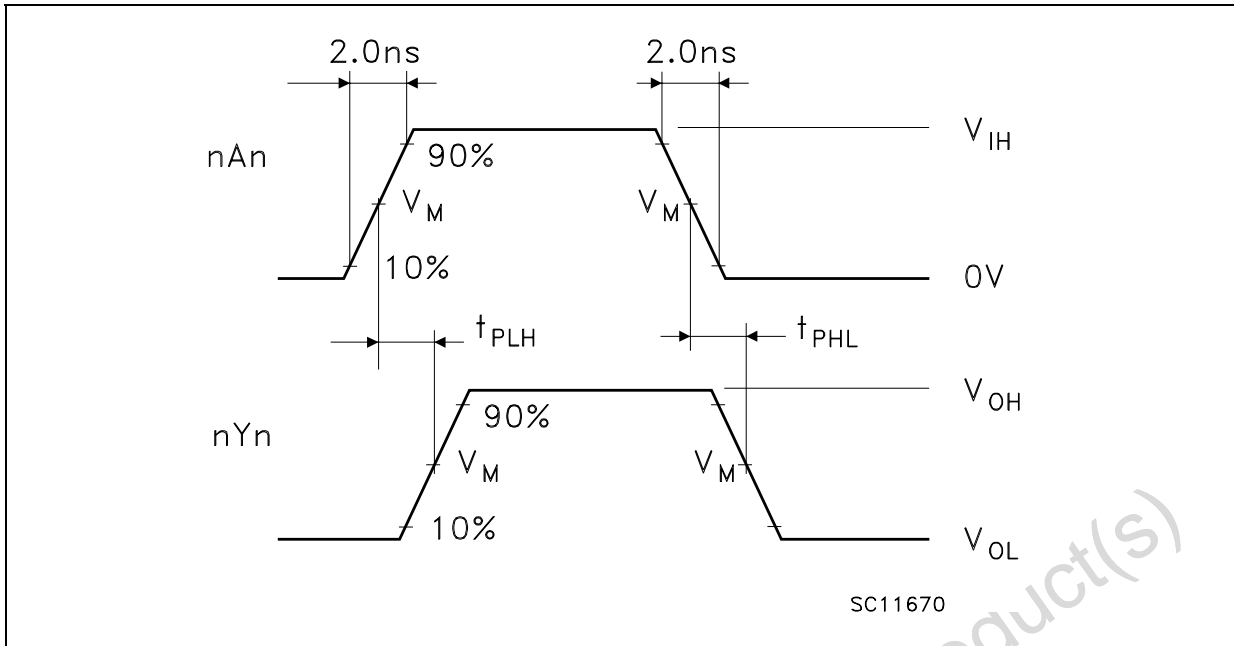 2.0ns 2.0ns
nAn 90% V_IH
V_M V_M
10% 0V
t_PLH t_PHL
nYn 90% V_OH
V_M V_M
10% V_OL
SC11670